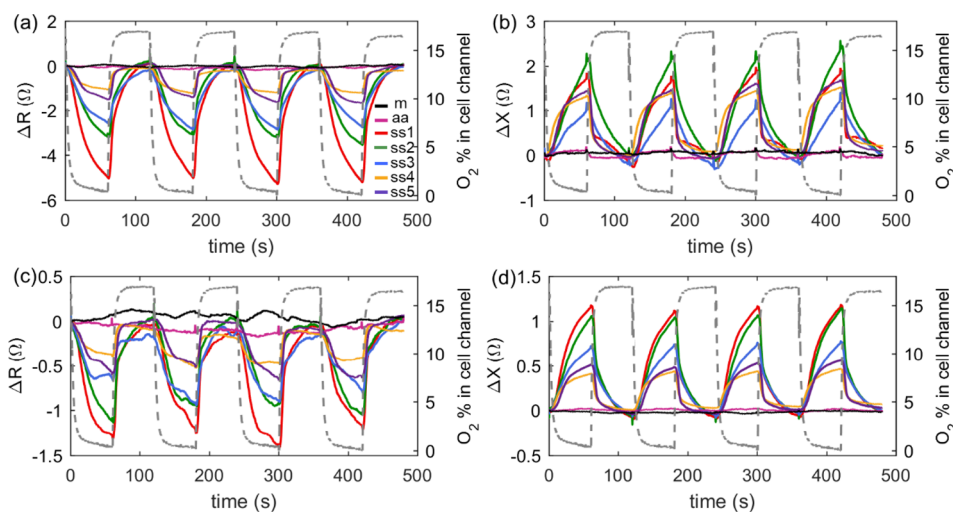 (a)
2
0
-2
-4
-6
ΔR (Ω)
0 100 200 300 400 500
time (s)
15
10
5
0
O2 % in cell channel
m
aa
ss1
ss2
ss3
ss4
ss5
(b)
3
2
1
0
-1
ΔX (Ω)
0 100 200 300 400 500
time (s)
15
10
5
0
O2 % in cell channel
(c)
0.5
0
-0.5
-1.0
-1.5
ΔR (Ω)
0 100 200 300 400 500
time (s)
15
10
5
0
O2 % in cell channel
(d)
1.5
1
0.5
0
-0.5
ΔX (Ω)
0 100 200 300 400 500
time (s)
15
10
5
0
O2 % in cell channel